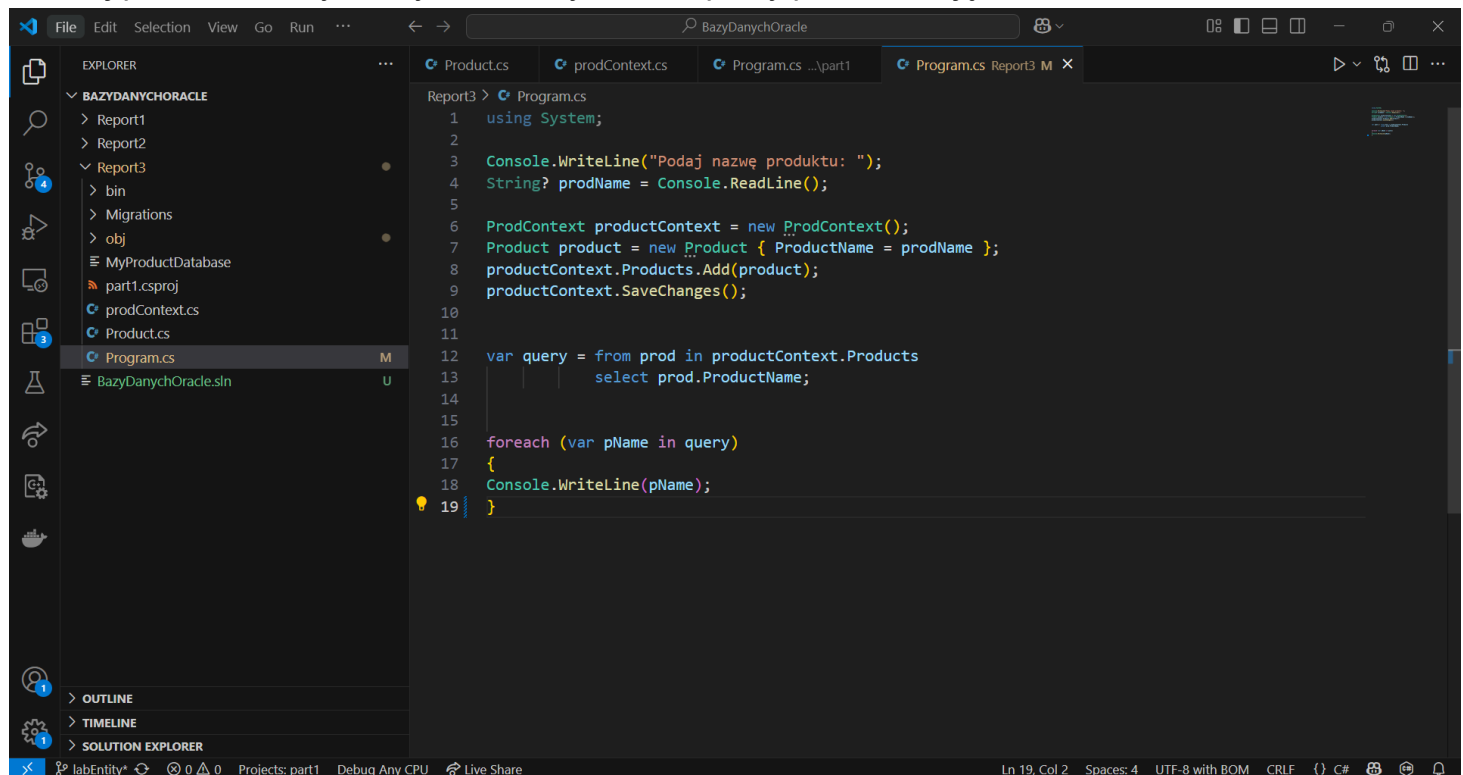 File Edit Selection View Go Run ... BazyDanychOracle
EXPLORER ...
BAZYDANYCHORACLE
Report1
Report2
Report3
bin
Migrations
obj
MyProductDatabase
part1.csproj
prodContext.cs
Product.cs
Program.cs M
BazyDanychOracle.sln U
OUTLINE
TIMELINE
SOLUTION EXPLORER
4
3
1
1
Product.cs prodContext.cs Program.cs ...\part1 Program.cs Report3 M
Report3 > Program.cs
1 using System;
2
3 Console.WriteLine("Podaj nazwę produktu: ");
4 String? prodName = Console.ReadLine();
5
6 ProdContext productContext = new ProdContext();
7 Product product = new Product { ProductName = prodName };
8 productContext.Products.Add(product);
9 productContext.SaveChanges();
10
11
12 var query = from prod in productContext.Products
13 select prod.ProductName;
14
15
16 foreach (var pName in query)
17 {
18 Console.WriteLine(pName);
19 }
labEntity* 0 0 Projects: part1 Debug Any CPU Live Share Ln 19, Col 2 Spaces: 4 UTF-8 with BOM CRLF {} C#